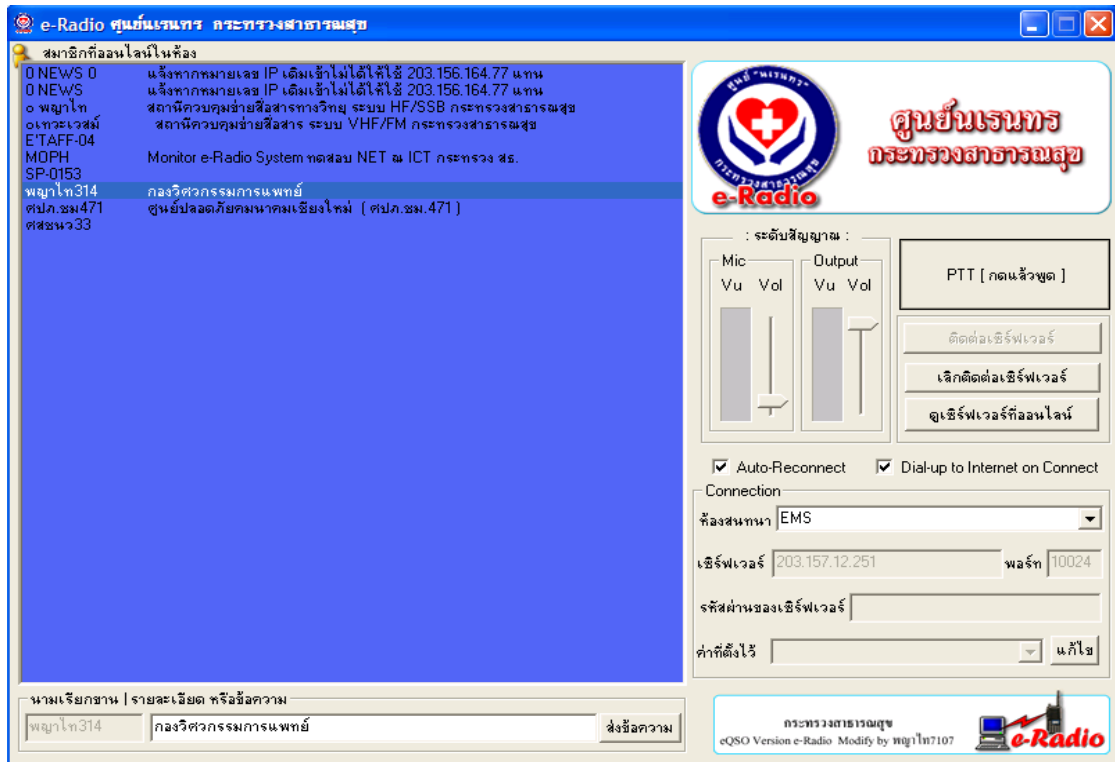 e-Radio ศูนย์นเรนทร กระทรวงสาธารณสุข
สมาชิกที่ออนไลน์ในห้อง
0 NEWS 0 แจ้งหากหมายเลข IP เดิมเข้าไม่ได้ให้ใช้ 203.156.164.77 แทน
0 NEWS แจ้งหากหมายเลข IP เดิมเข้าไม่ได้ให้ใช้ 203.156.164.77 แทน
o พญาไท สถานีควบคุมข่ายสื่อสารทางวิทยุ ระบบ HF/SSB กระทรวงสาธารณสุข
oเทวะเวสม์ สถานีควบคุมข่ายสื่อสาร ระบบ VHF/FM กระทรวงสาธารณสุข
E'TAFF-04
MOPH Monitor e-Radio System ทดสอบ NET ณ ICT กระทรวง สธ.
SP-0153
พญาไท314 กองวิศวกรรมการแพทย์
ศปภ.ชม471 ศูนย์ปลอดภัยคมนาคมเชียงใหม่ ( ศปภ.ชม.471 )
ศสชนว33
ศูนย์ "นเรนทร"
กระทรวงสาธารณสุข
e-Radio
ศูนย์นเรนทร
กระทรวงสาธารณสุข
: ระดับสัญญาณ :
Mic Output
Vu Vol Vu Vol
PTT [ กดแล้วพูด ]
ติดต่อเซิร์ฟเวอร์
เลิกติดต่อเซิร์ฟเวอร์
ดูเซิร์ฟเวอร์ที่ออนไลน์
Auto-Reconnect Dial-up to Internet on Connect
Connection
ห้องสนทนา EMS
เซิร์ฟเวอร์ 203.157.12.251 พอร์ท 10024
รหัสผ่านของเซิร์ฟเวอร์
ค่าที่ตั้งไว้ แก้ไข
นามเรียกขาน | รายละเอียด หรือข้อความ
พญาไท314 กองวิศวกรรมการแพทย์ ส่งข้อความ
กระทรวงสาธารณสุข
eQSO Version e-Radio Modify by พญาไท7107
e-Radio